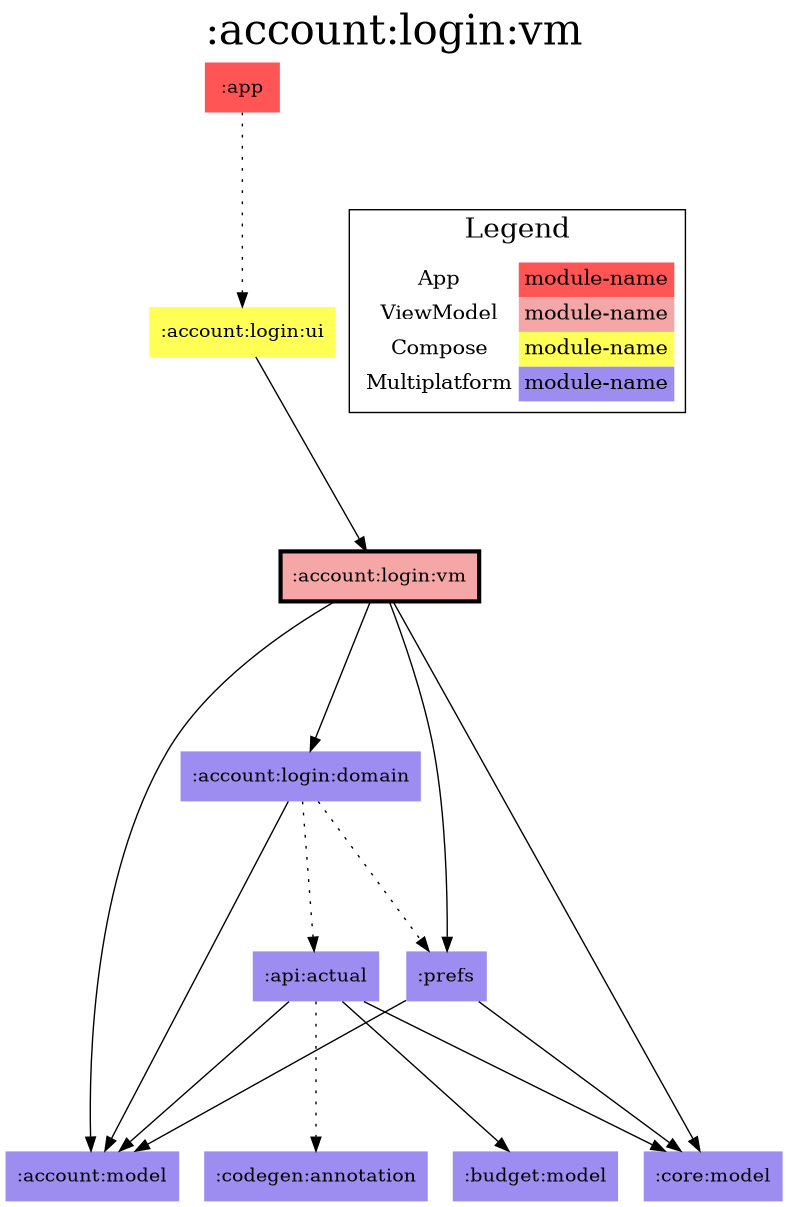 :account:login:vm
:app
Legend
App module-name
ViewModel module-name
Compose module-name
Multiplatform module-name
:account:login:ui
:account:login:vm
:account:login:domain
:api:actual
:prefs
:account:model
:codegen:annotation
:budget:model
:core:model